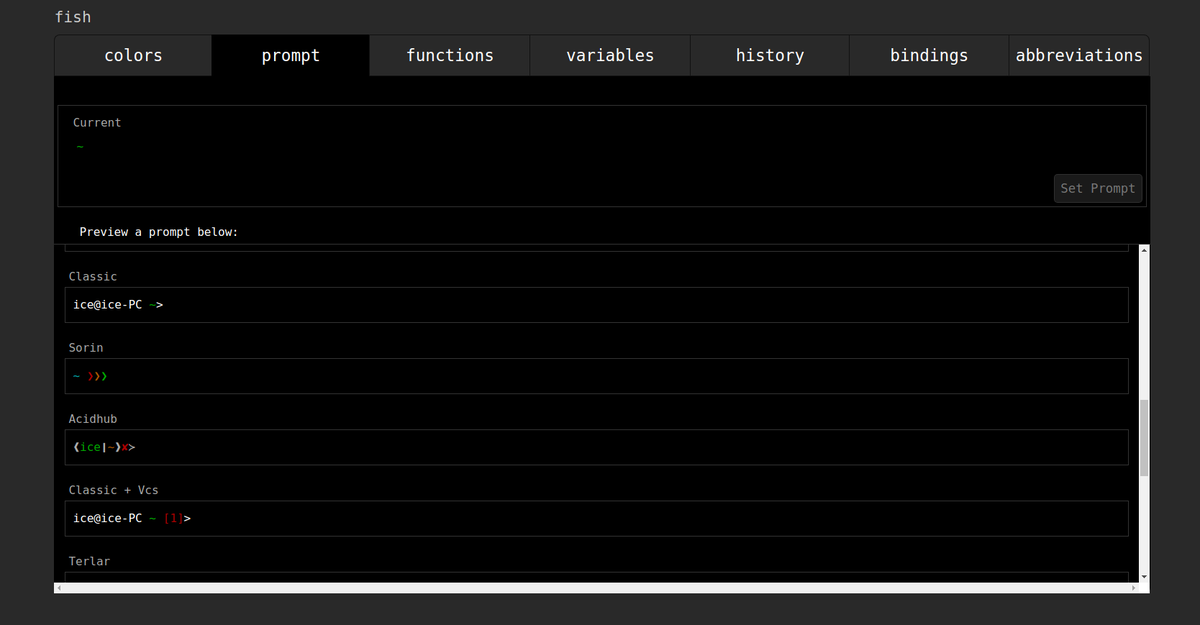 fish
colors prompt functions variables history bindings abbreviations
Current
~
Set Prompt
Preview a prompt below:
Classic
ice@ice-PC ~>
Sorin
~ ❯❯❯
Acidhub
⟨ice|~⟩✘>
Classic + Vcs
ice@ice-PC ~ [1]>
Terlar